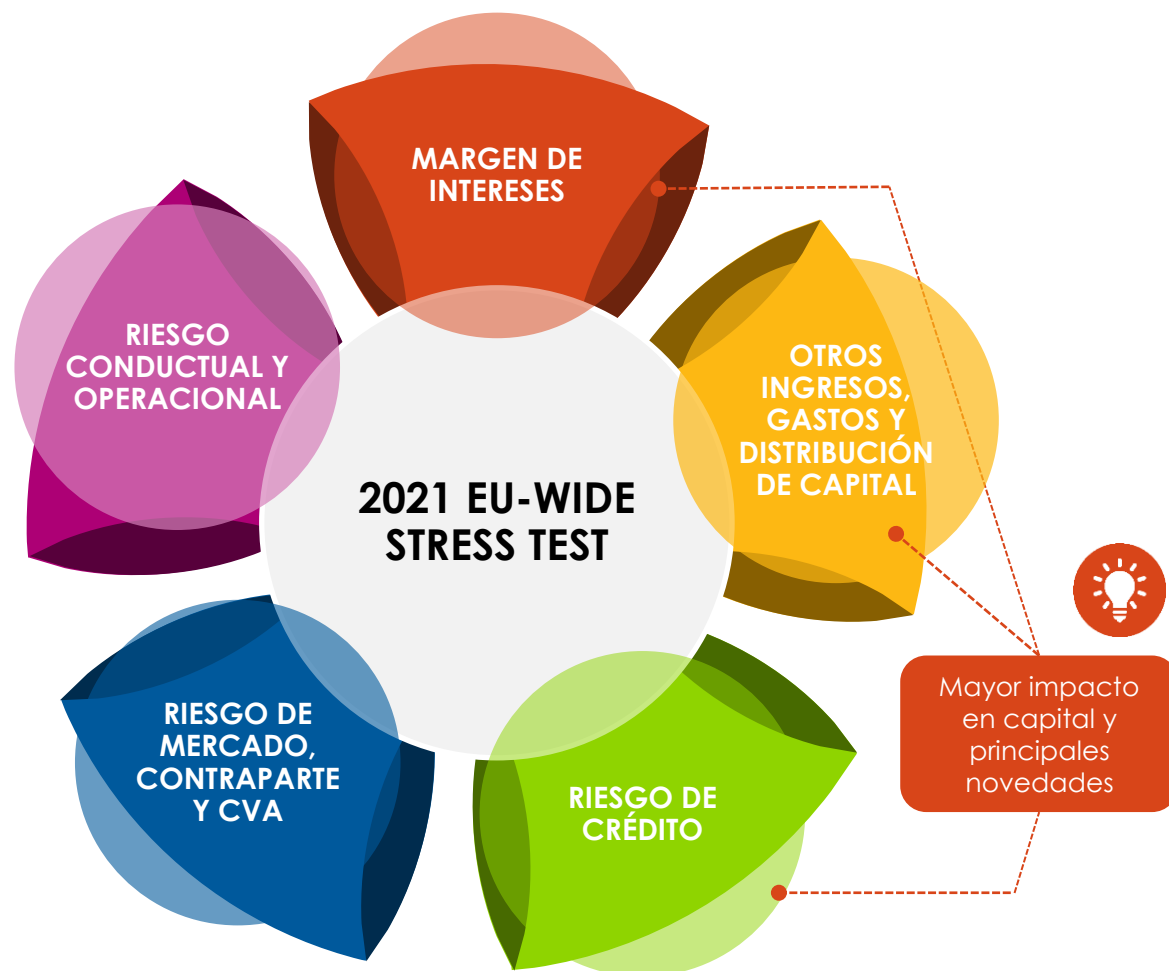 MARGEN DE
INTERESES
OTROS
INGRESOS,
GASTOS Y
DISTRIBUCIÓN
DE CAPITAL
RIESGO
CONDUCTUAL Y
OPERACIONAL
2021 EU-WIDE
STRESS TEST
RIESGO DE
MERCADO,
CONTRAPARTE
Y CVA
RIESGO DE
CRÉDITO
Mayor impacto
en capital y
principales
novedades